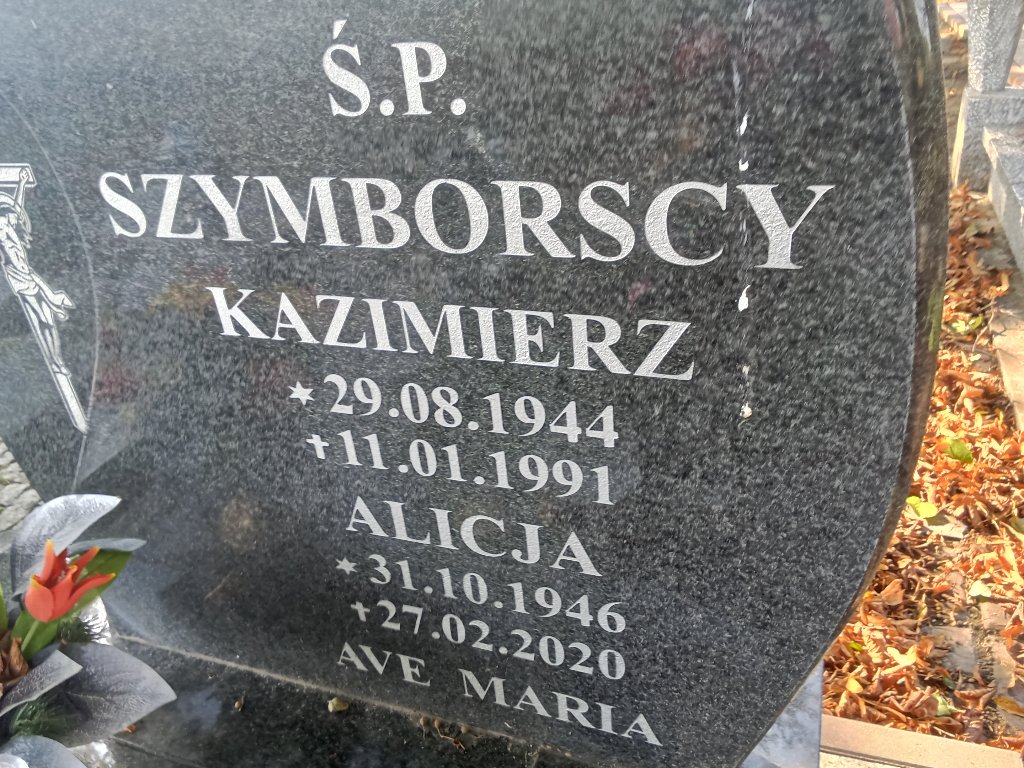 Ś.P.
SZYMBORSCY
KAZIMIERZ
* 29.08.1944
✝ 11.01.1991
ALICJA
* 31.10.1946
✝ 27.02.2020
AVE MARIA